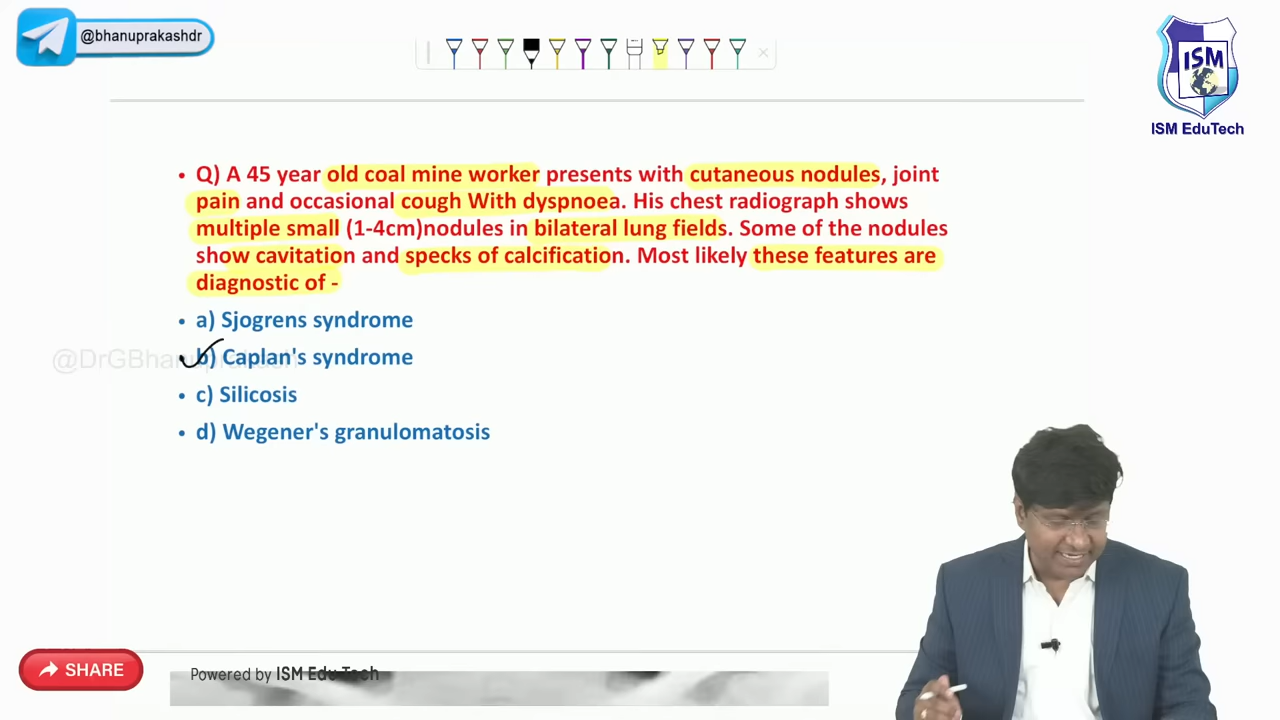 @bhanuprakashdr
ISM
ISM EduTech
• Q) A 45 year old coal mine worker presents with cutaneous nodules, joint
pain and occasional cough With dyspnoea. His chest radiograph shows
multiple small (1-4cm)nodules in bilateral lung fields. Some of the nodules
show cavitation and specks of calcification. Most likely these features are
diagnostic of -
• a) Sjogrens syndrome
• b) Caplan's syndrome
@DrGBhanuprakash
• c) Silicosis
• d) Wegener's granulomatosis
SHARE
Powered by ISM Edu Tech